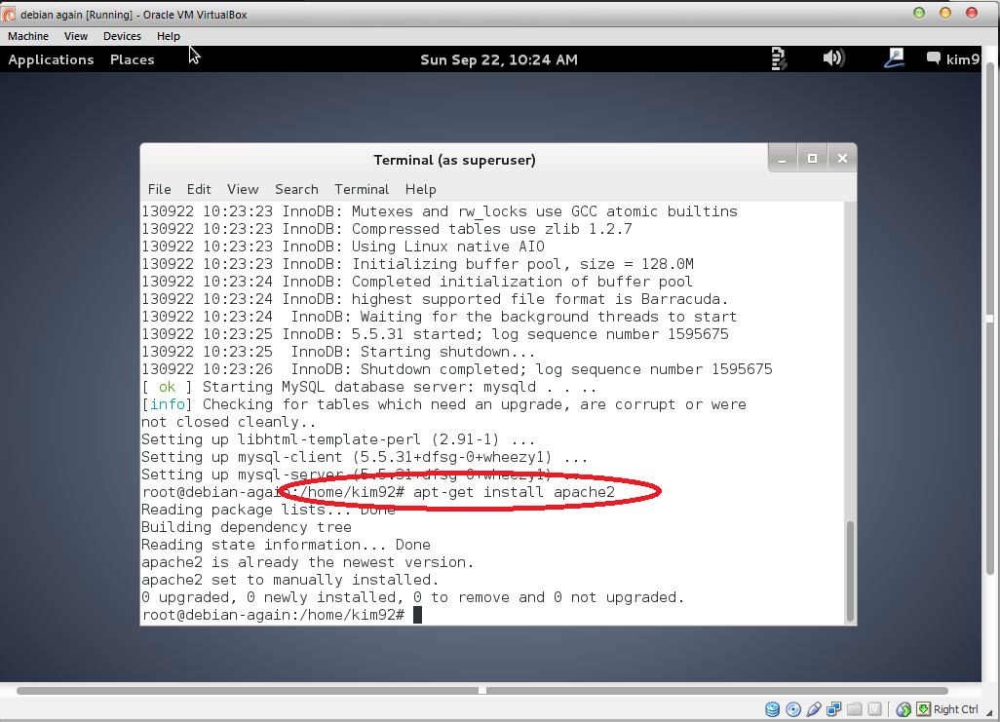 debian again [Running] - Oracle VM VirtualBox
Machine View Devices Help
Applications Places Sun Sep 22, 10:24 AM kim9
Terminal (as superuser)
File Edit View Search Terminal Help
130922 10:23:23 InnoDB: Mutexes and rw_locks use GCC atomic builtins
130922 10:23:23 InnoDB: Compressed tables use zlib 1.2.7
130922 10:23:23 InnoDB: Using Linux native AIO
130922 10:23:23 InnoDB: Initializing buffer pool, size = 128.0M
130922 10:23:24 InnoDB: Completed initialization of buffer pool
130922 10:23:24 InnoDB: highest supported file format is Barracuda.
130922 10:23:24  InnoDB: Waiting for the background threads to start
130922 10:23:25 InnoDB: 5.5.31 started; log sequence number 1595675
130922 10:23:25  InnoDB: Starting shutdown...
130922 10:23:26  InnoDB: Shutdown completed; log sequence number 1595675
[ ok ] Starting MySQL database server: mysqld . . ..
[info] Checking for tables which need an upgrade, are corrupt or were
not closed cleanly..
Setting up libhtml-template-perl (2.91-1) ...
Setting up mysql-client (5.5.31+dfsg-0+wheezy1) ...
Setting up mysql-server (5.5.31+dfsg-0+wheezy1) ...
root@debian-again:/home/kim92# apt-get install apache2
Reading package lists... Done
Building dependency tree
Reading state information... Done
apache2 is already the newest version.
apache2 set to manually installed.
0 upgraded, 0 newly installed, 0 to remove and 0 not upgraded.
root@debian-again:/home/kim92#
Right Ctrl